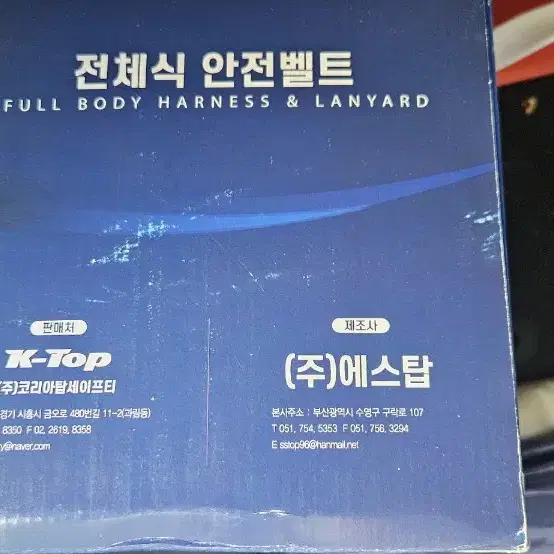 전체식 안전벨트
FULL BODY HARNESS & LANYARD
판매처
K-Top
(주)코리아탑세이프티
경기 시흥시 금오로 480번길 11-2(과림동)
8350 F 02, 2619, 8358
y@naver.com
제조사
(주)에스탑
본사주소 : 부산광역시 수영구 구락로 107
T 051, 754, 5353 F 051, 756, 3294
E sstop96@hanmail.net